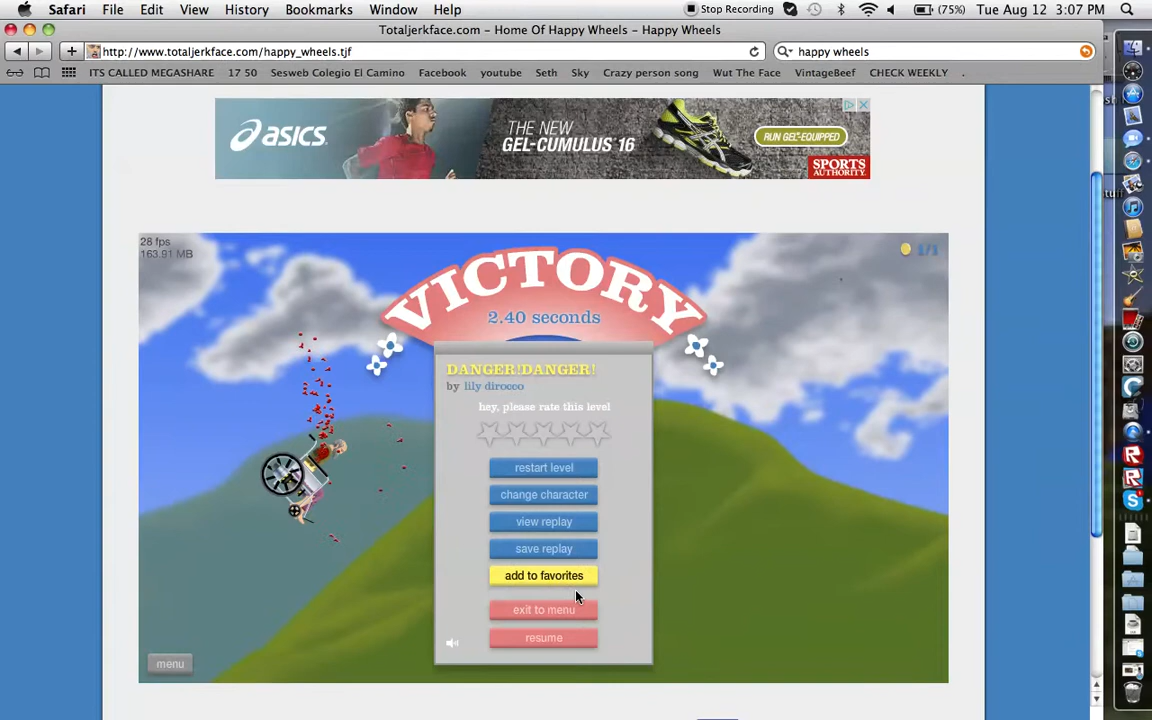 Safari File Edit View History Bookmarks Window Help Stop Recording (75%) Tue Aug 12 3:07 PM
Totaljerkface.com – Home Of Happy Wheels – Happy Wheels
http://www.totaljerkface.com/happy_wheels.tjf happy wheels
ITS CALLED MEGASHARE 17 50 Sesweb Colegio El Camino Facebook youtube Seth Sky Crazy person song Wut The Face VintageBeef CHECK WEEKLY .
asics
THE NEW
GEL-CUMULUS 16
RUN GEL-EQUIPPED
SPORTS
AUTHORITY
28 fps
163.91 MB
1/1
VICTORY
2.40 seconds
DANGER!DANGER!
by lily dirocco
hey, please rate this level
restart level
change character
view replay
save replay
add to favorites
exit to menu
resume
menu